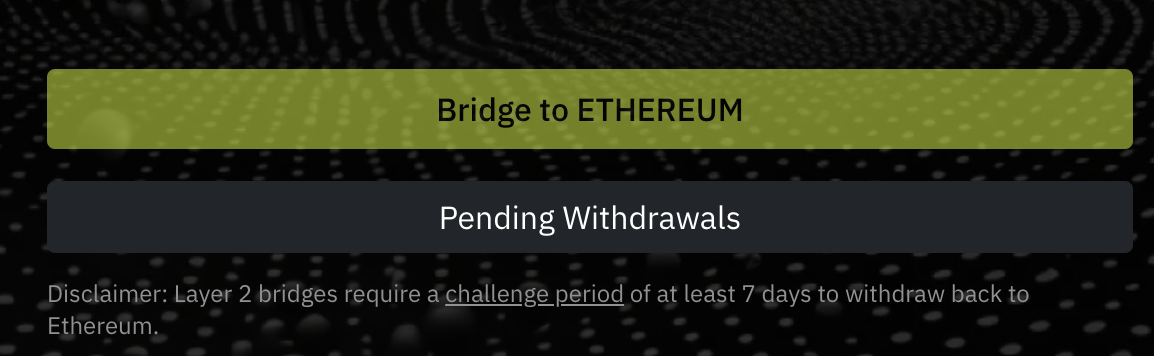 Bridge to ETHEREUM
Pending Withdrawals
Disclaimer: Layer 2 bridges require a challenge period of at least 7 days to withdraw back to
Ethereum.